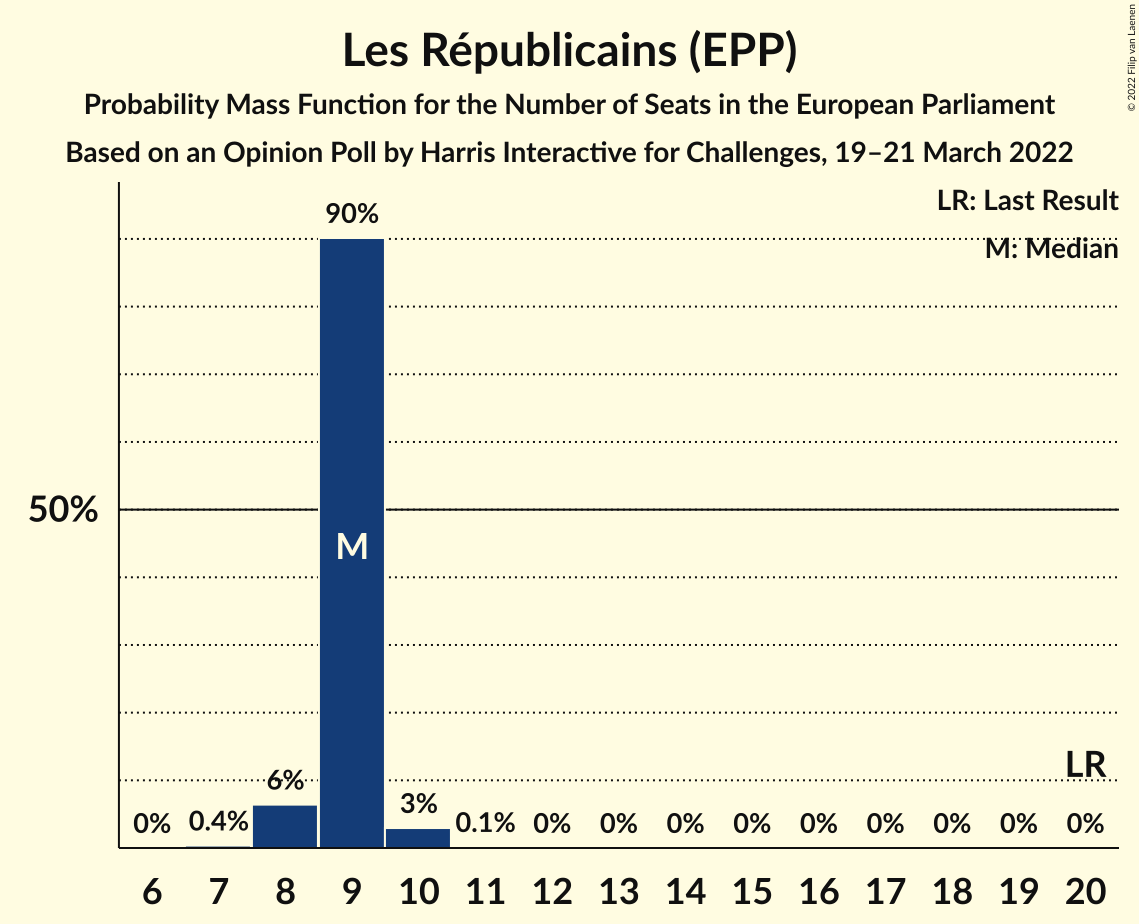 Les Républicains (EPP)
Probability Mass Function for the Number of Seats in the European Parliament
Based on an Opinion Poll by Harris Interactive for Challenges, 19–21 March 2022
© 2022 Filip van Laenen
LR: Last Result
M: Median
90%
50%
M
LR
0% 0.4% 6% 3% 0.1% 0% 0% 0% 0% 0% 0% 0% 0% 0%
6 7 8 9 10 11 12 13 14 15 16 17 18 19 20